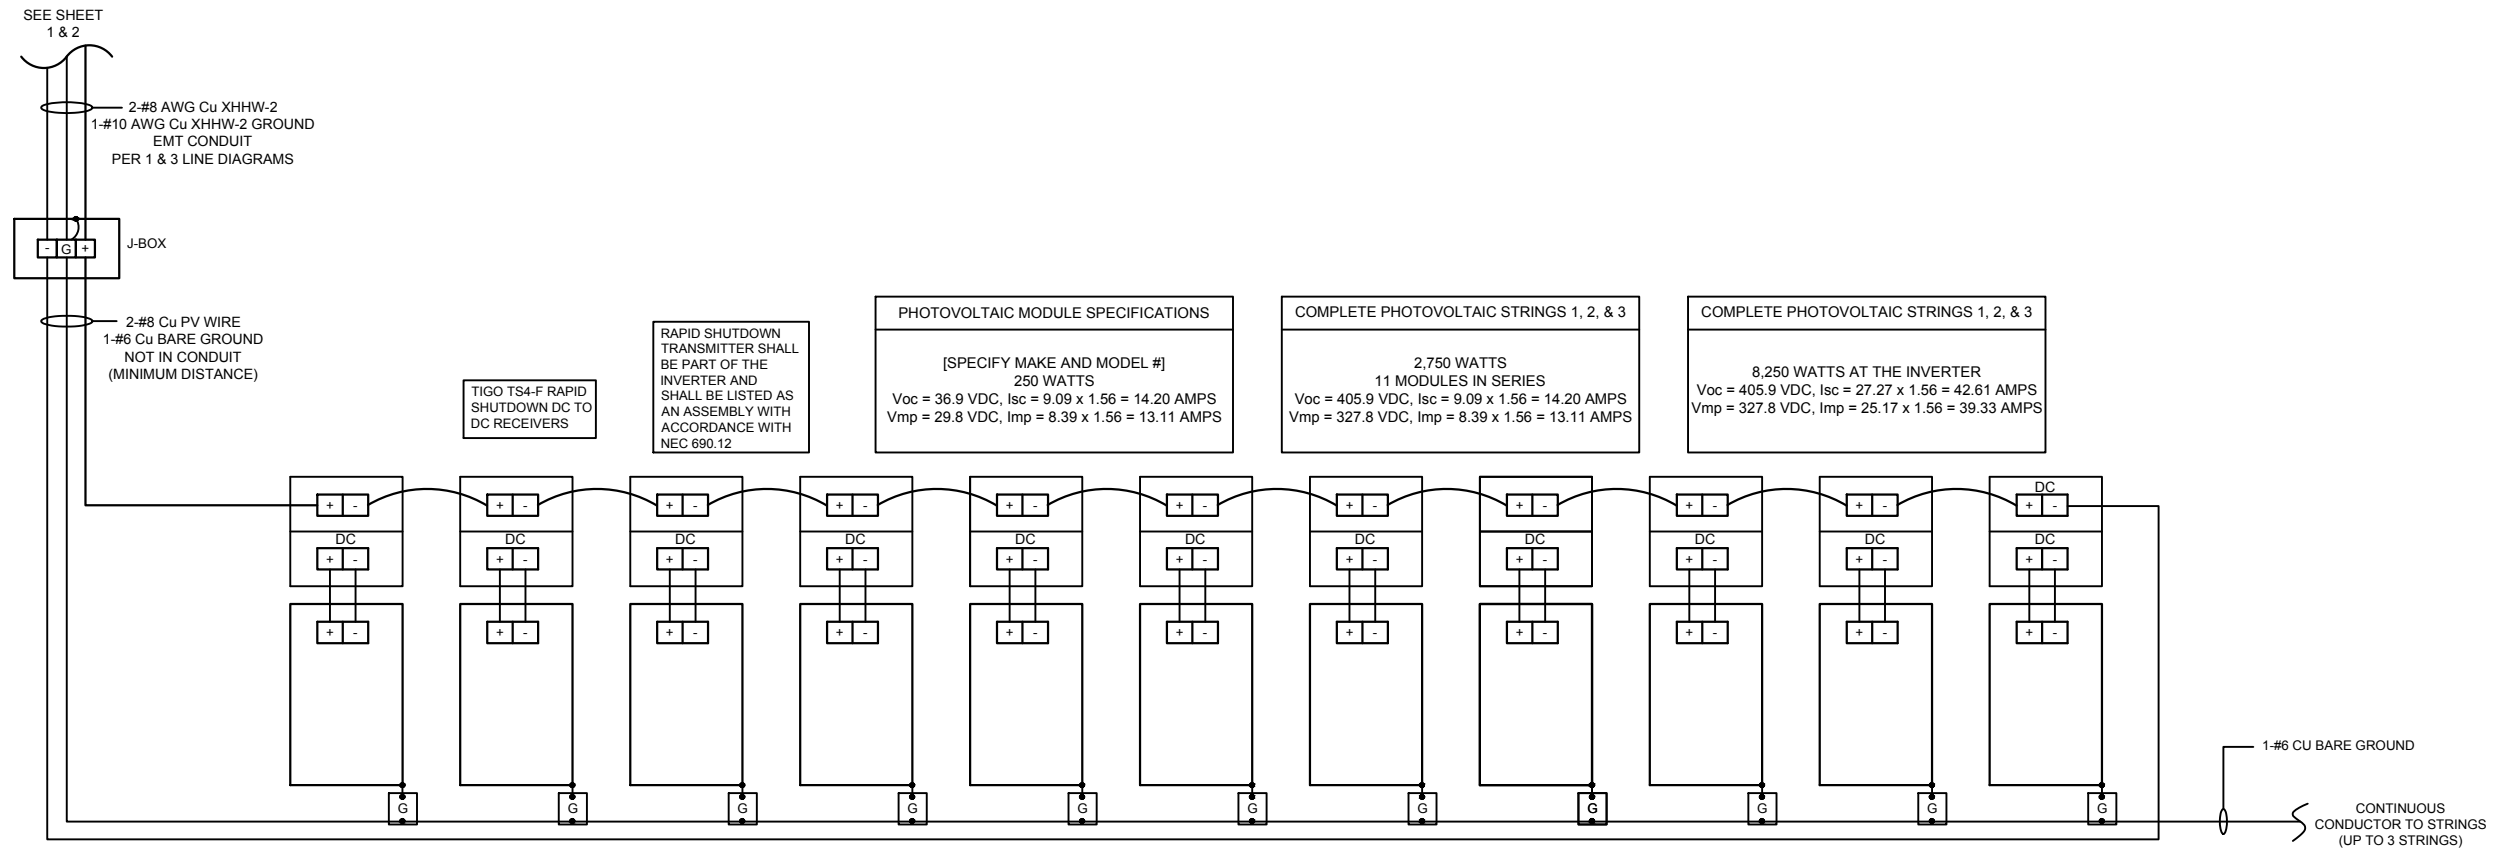 SEE SHEET
1 & 2
2-#8 AWG Cu XHHW-2
1-#10 AWG Cu XHHW-2 GROUND
EMT CONDUIT
PER 1 & 3 LINE DIAGRAMS
- G +
J-BOX
2-#8 Cu PV WIRE
1-#6 Cu BARE GROUND
NOT IN CONDUIT
(MINIMUM DISTANCE)
TIGO TS4-F RAPID
SHUTDOWN DC TO
DC RECEIVERS
RAPID SHUTDOWN
TRANSMITTER SHALL
BE PART OF THE
INVERTER AND
SHALL BE LISTED AS
AN ASSEMBLY WITH
ACCORDANCE WITH
NEC 690.12
PHOTOVOLTAIC MODULE SPECIFICATIONS
[SPECIFY MAKE AND MODEL #]
250 WATTS
Voc = 36.9 VDC, Isc = 9.09 x 1.56 = 14.20 AMPS
Vmp = 29.8 VDC, Imp = 8.39 x 1.56 = 13.11 AMPS
COMPLETE PHOTOVOLTAIC STRINGS 1, 2, & 3
2,750 WATTS
11 MODULES IN SERIES
Voc = 405.9 VDC, Isc = 9.09 x 1.56 = 14.20 AMPS
Vmp = 327.8 VDC, Imp = 8.39 x 1.56 = 13.11 AMPS
COMPLETE PHOTOVOLTAIC STRINGS 1, 2, & 3
8,250 WATTS AT THE INVERTER
Voc = 405.9 VDC, Isc = 27.27 x 1.56 = 42.61 AMPS
Vmp = 327.8 VDC, Imp = 25.17 x 1.56 = 39.33 AMPS
DC
+ - + - + - + - + - + - + - + - + - + - + -
DC DC DC DC DC DC DC DC DC DC DC
+ - + - + - + - + - + - + - + - + - + - + -
+ - + - + - + - + - + - + - + - + - + - + -
G G G G G G G G G G G
1-#6 CU BARE GROUND
CONTINUOUS
CONDUCTOR TO STRINGS
(UP TO 3 STRINGS)